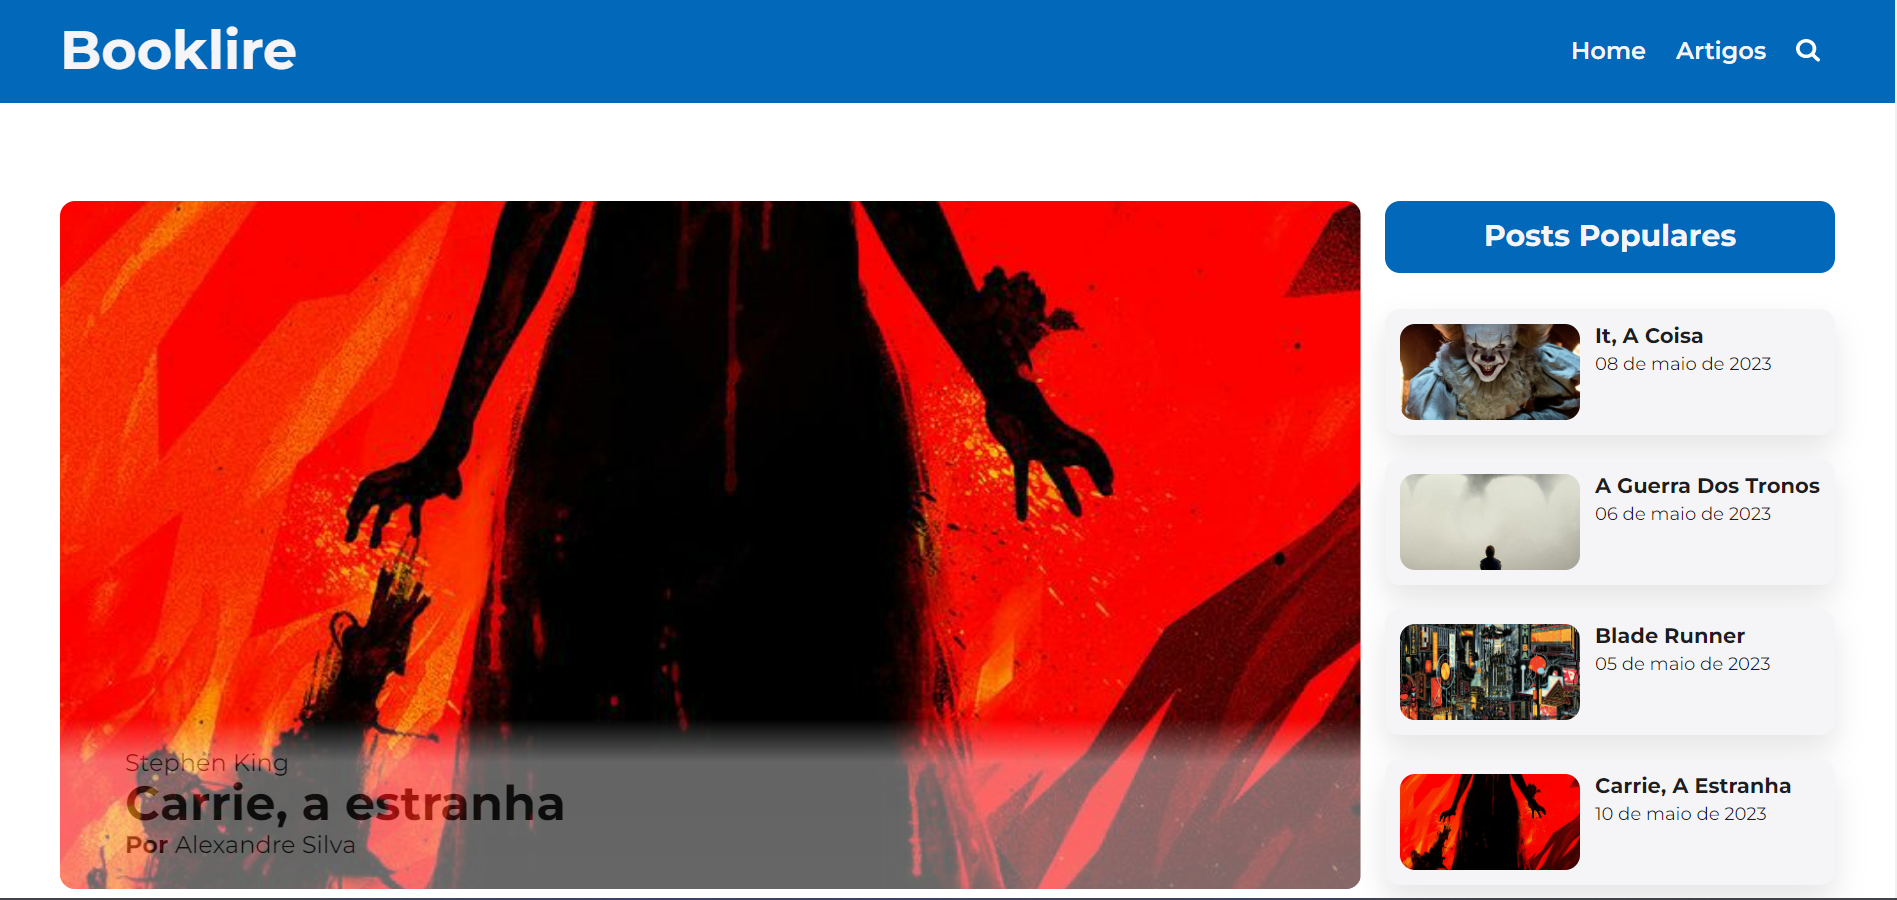 Booklire
Home Artigos
Stephen King
Carrie, a estranha
Por Alexandre Silva
Posts Populares
It, A Coisa
08 de maio de 2023
A Guerra Dos Tronos
06 de maio de 2023
Blade Runner
05 de maio de 2023
Carrie, A Estranha
10 de maio de 2023